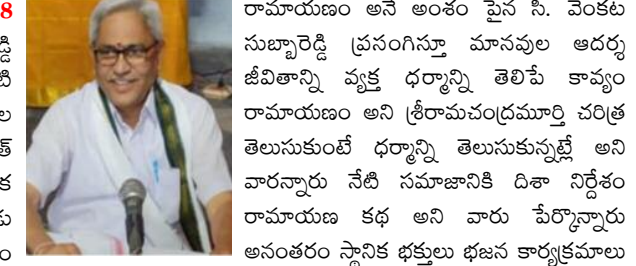 8
రామాయణం అనే అంశం పైన సి. వెంకట
సుబ్బారెడ్డి ప్రసంగిస్తూ మానవుల ఆదర్శ
జీవితాన్ని వ్యక్త ధర్మాన్ని తెలిపే కావ్యం
రామాయణం అని శ్రీరామచంద్రమూర్తి చరిత్ర
తెలుసుకుంటే ధర్మాన్ని తెలుసుకున్నట్లే అని
వారన్నారు నేటి సమాజానికి దిశా నిర్దేశం
రామాయణ కథ అని వారు పేర్కొన్నారు
అనంతరం స్థానిక భక్తులు భజన కార్యక్రమాలు